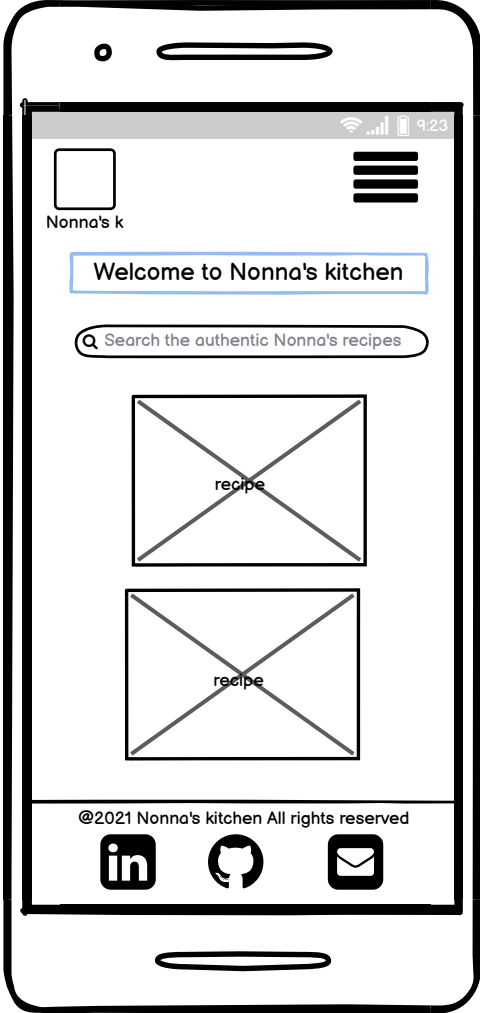 9:23
Nonna's k
Welcome to Nonna's kitchen
Search the authentic Nonna's recipes
recipe
recipe
@2021 Nonna's kitchen All rights reserved
in